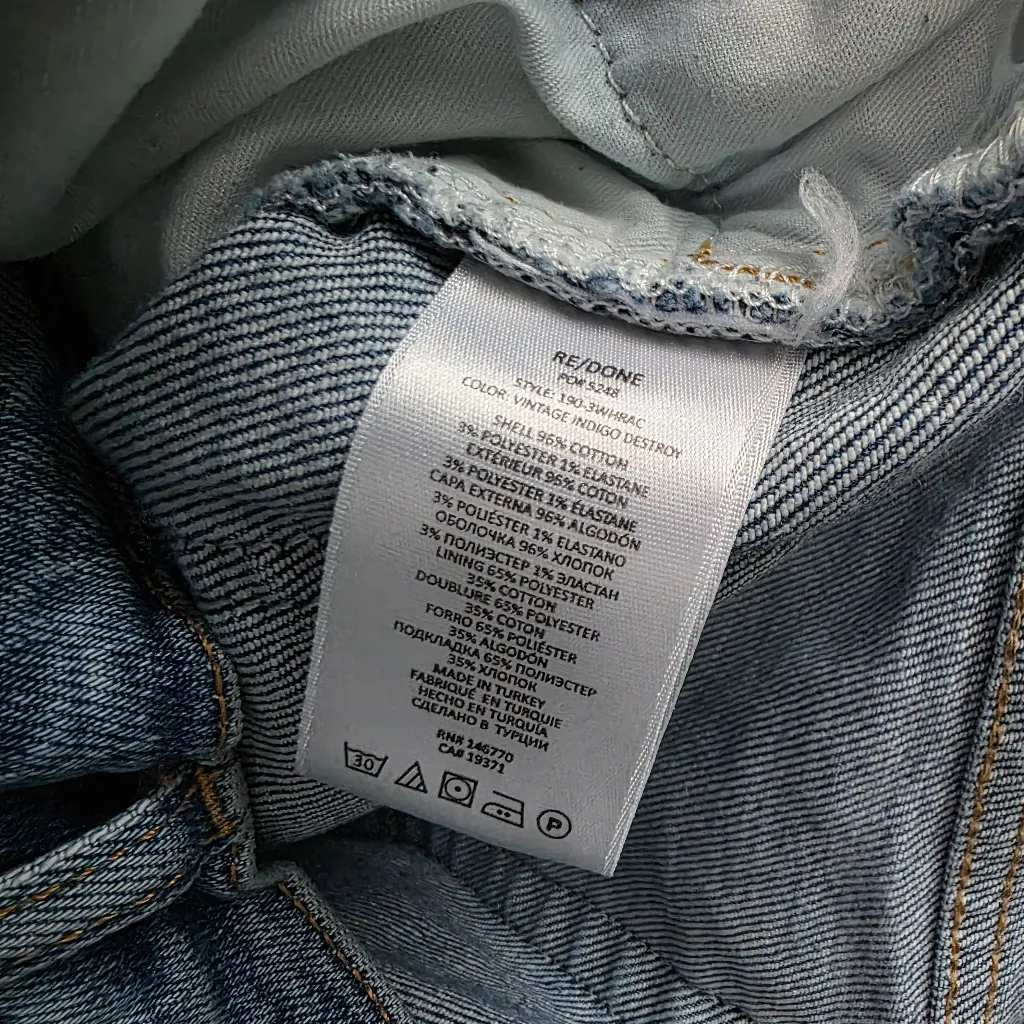 RE/DONE
PO# 5248
STYLE: 190-3WHRAC
COLOR: VINTAGE INDIGO DESTROY
SHELL 96% COTTON
3% POLYESTER 1% ELASTANE
EXTÉRIEUR 96% COTON
3% POLYESTER 1% ELASTANE
CAPA EXTERNA 96% ALGODÓN
3% POLIÉSTER 1% ELASTANO
ОБОЛОЧКА 96% ХЛОПОК
3% ПОЛИЭСТЕР 1% ЭЛАСТАН
LINING 65% POLYESTER
35% COTTON
DOUBLURE 65% POLYESTER
35% COTON
FORRO 65% POLIÉSTER
35% ALGODÓN
ПОДКЛАДКА 65% ПОЛИЭСТЕР
35% ХЛОПОК
MADE IN TURKEY
FABRIQUÉ EN TURQUIE
HECHO EN TURQUÍA
СДЕЛАНО В ТУРЦИИ
RN# 146770
CA# 19371
30 P